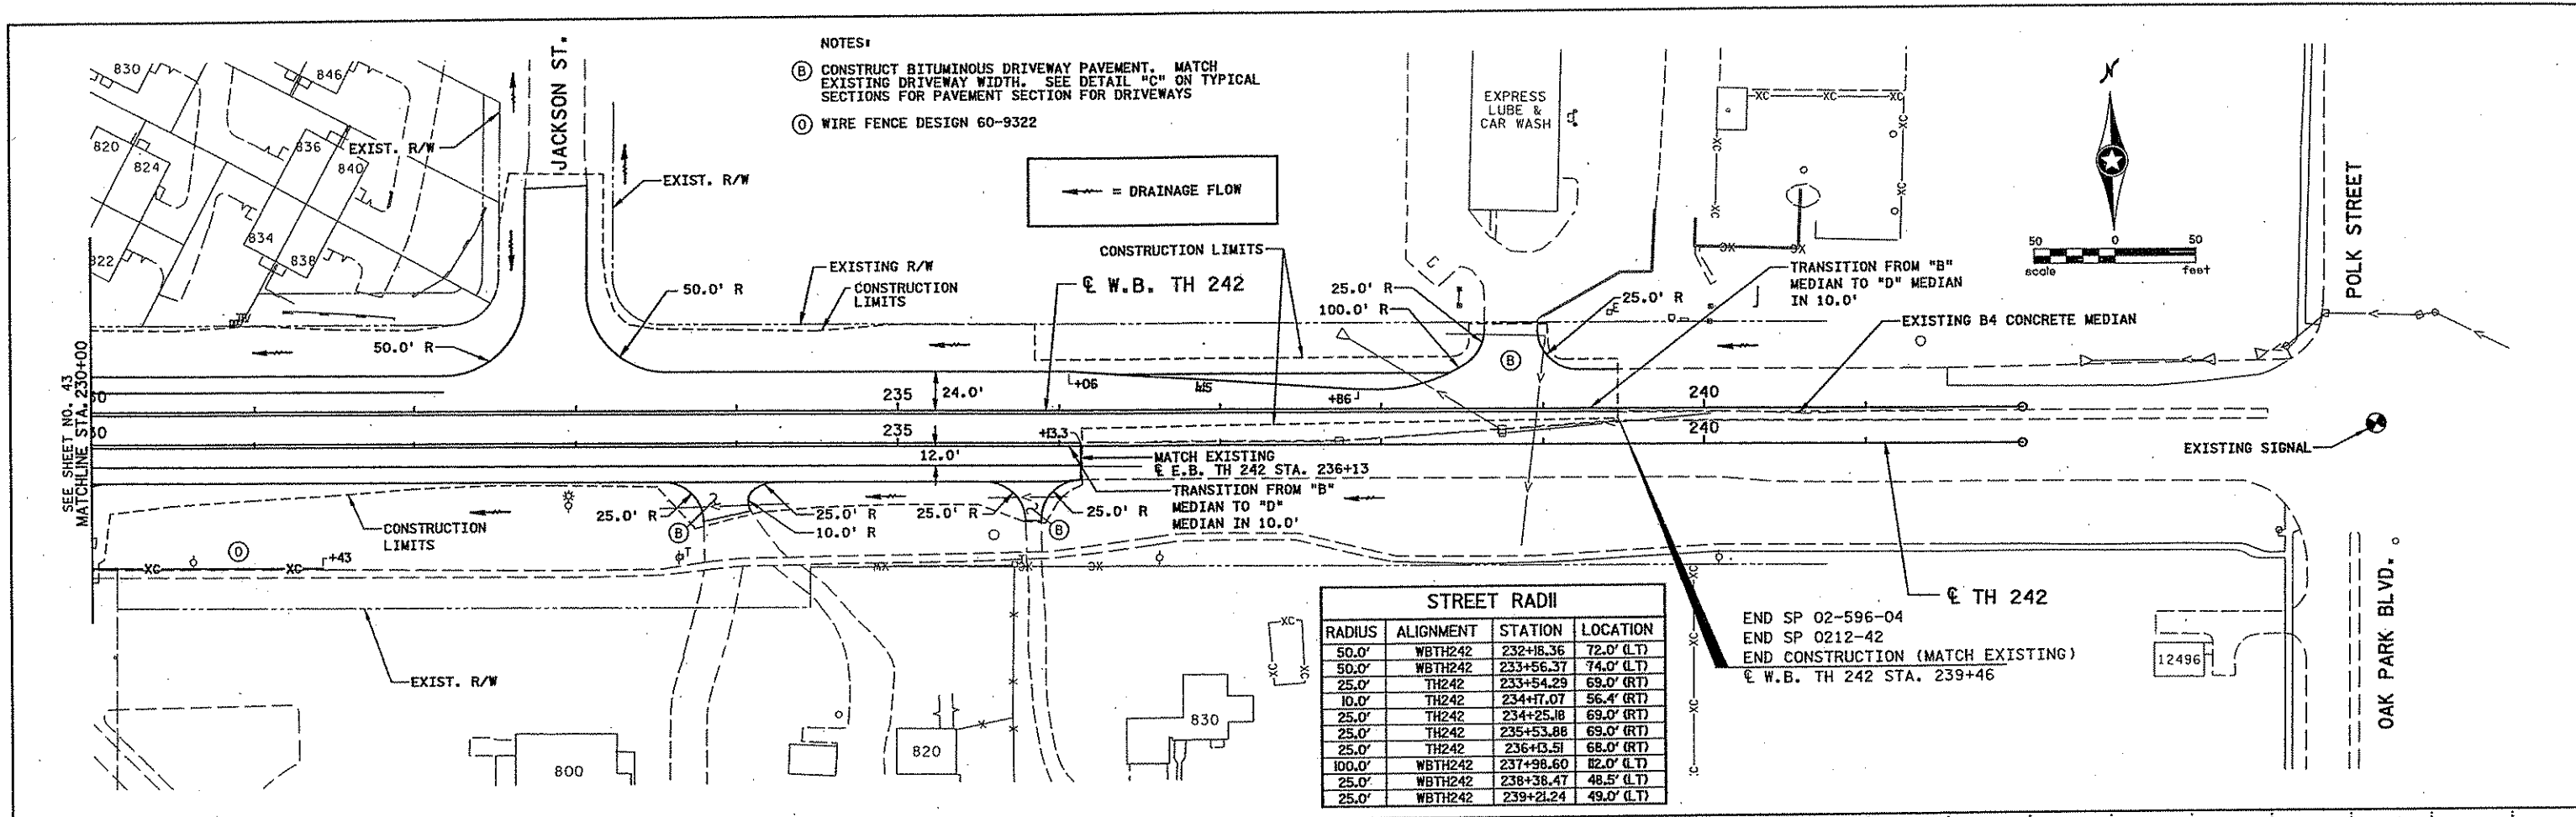 NOTES:
Ⓑ CONSTRUCT BITUMINOUS DRIVEWAY PAVEMENT. MATCH
EXISTING DRIVEWAY WIDTH. SEE DETAIL "C" ON TYPICAL
SECTIONS FOR PAVEMENT SECTION FOR DRIVEWAYS
Ⓞ WIRE FENCE DESIGN 60-9322
= DRAINAGE FLOW
JACKSON ST.
830
846
820
824
836
840
834
838
822
EXIST. R/W
EXIST. R/W
EXPRESS
LUBE &
CAR WASH
N
50 0 50
scale feet
POLK STREET
CONSTRUCTION LIMITS
EXISTING R/W
CONSTRUCTION
LIMITS
℄ W.B. TH 242
50.0' R
50.0' R
25.0' R
100.0' R
25.0' R
TRANSITION FROM "B"
MEDIAN TO "D" MEDIAN
IN 10.0'
EXISTING B4 CONCRETE MEDIAN
SEE SHEET NO. 43
MATCHLINE STA. 230+00
30
235
24.0'
+06
+86
240
Ⓑ
30
235
+13.3
240
12.0'
MATCH EXISTING
℄ E.B. TH 242 STA. 236+13
TRANSITION FROM "B"
MEDIAN TO "D"
MEDIAN IN 10.0'
EXISTING SIGNAL
CONSTRUCTION
LIMITS
25.0' R
25.0' R
10.0' R
25.0' R
25.0' R
Ⓑ
Ⓑ
Ⓞ
+43
XC
XC
T
EXIST. R/W
℄ TH 242
800
820
830
12496
OAK PARK BLVD.
END SP 02-596-04
END SP 0212-42
END CONSTRUCTION (MATCH EXISTING)
℄ W.B. TH 242 STA. 239+46
STREET RADII
RADIUS ALIGNMENT STATION LOCATION
50.0' WBTH242 232+18.36 72.0' (LT)
50.0' WBTH242 233+56.37 74.0' (LT)
25.0' TH242 233+54.29 69.0' (RT)
10.0' TH242 234+17.07 56.4' (RT)
25.0' TH242 234+25.18 69.0' (RT)
25.0' TH242 235+53.88 69.0' (RT)
25.0' TH242 236+13.51 68.0' (RT)
100.0' WBTH242 237+98.60 112.0' (LT)
25.0' WBTH242 238+38.47 48.5' (LT)
25.0' WBTH242 239+21.24 49.0' (LT)